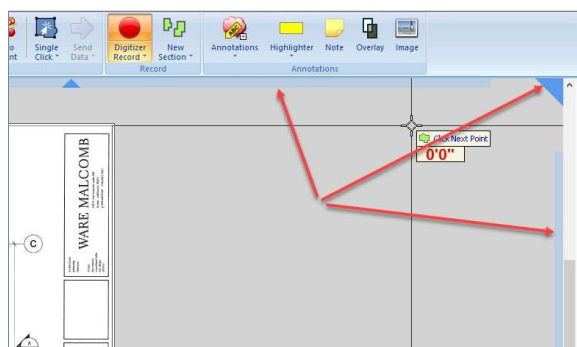 Single
Click
Send
Data
Digitizer
Record
New
Section
Annotations
Highlighter
Note
Overlay
Image
Record
Annotations
Click Next Point
0'0"
WARE MALCOMB
C
A